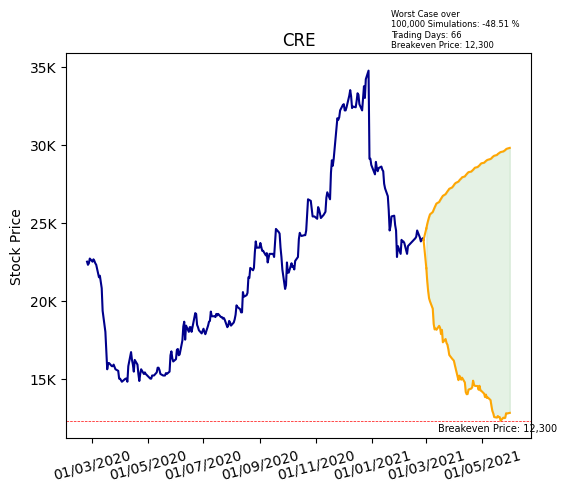 Worst Case over
100,000 Simulations: -48.51 %
Trading Days: 66
Breakeven Price: 12,300
CRE
Stock Price
35K
30K
25K
20K
15K
Breakeven Price: 12,300
01/03/2020
01/05/2020
01/07/2020
01/09/2020
01/11/2020
01/01/2021
01/03/2021
01/05/2021